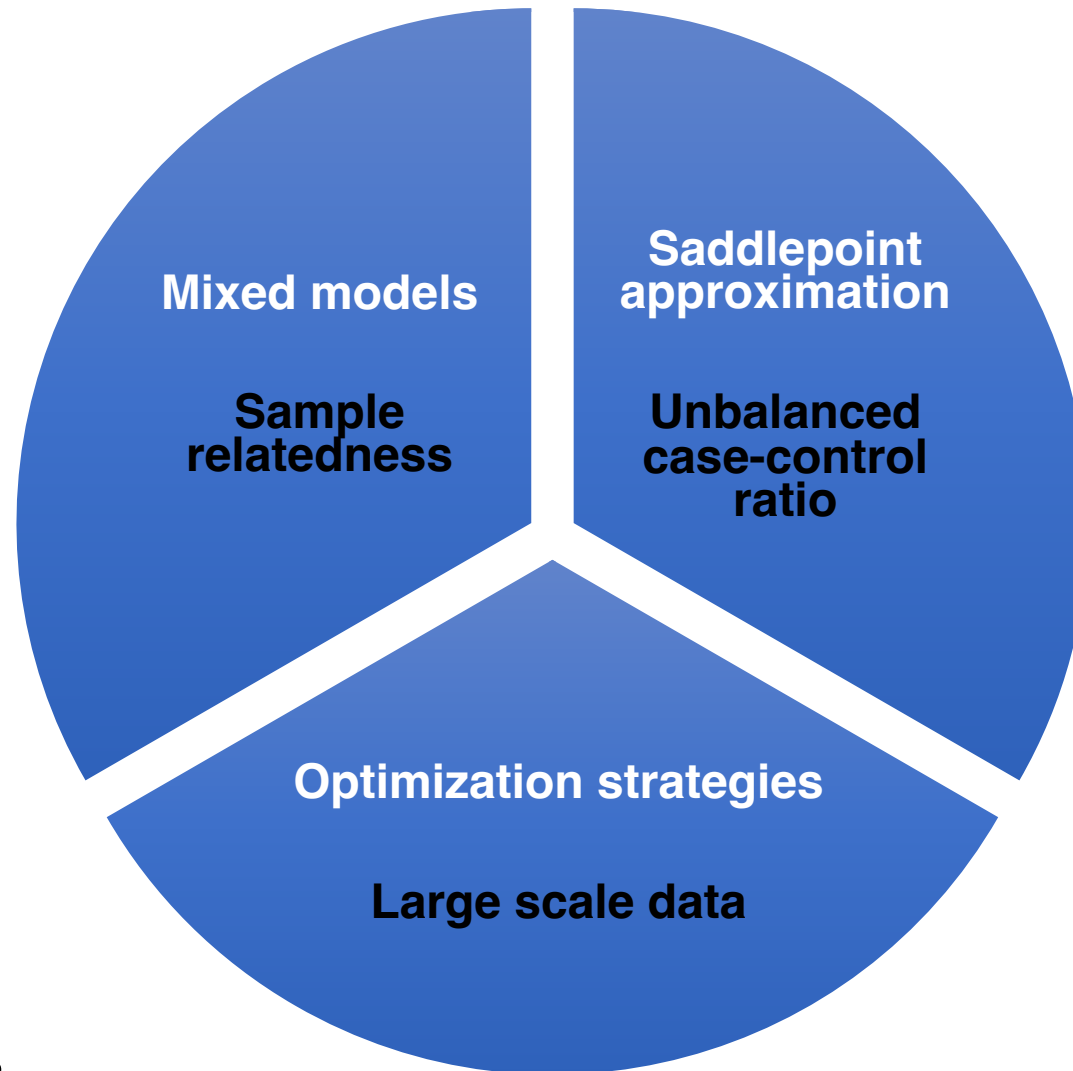 Mixed models
Sample
relatedness
Saddlepoint
approximation
Unbalanced
case-control
ratio
Optimization strategies
Large scale data